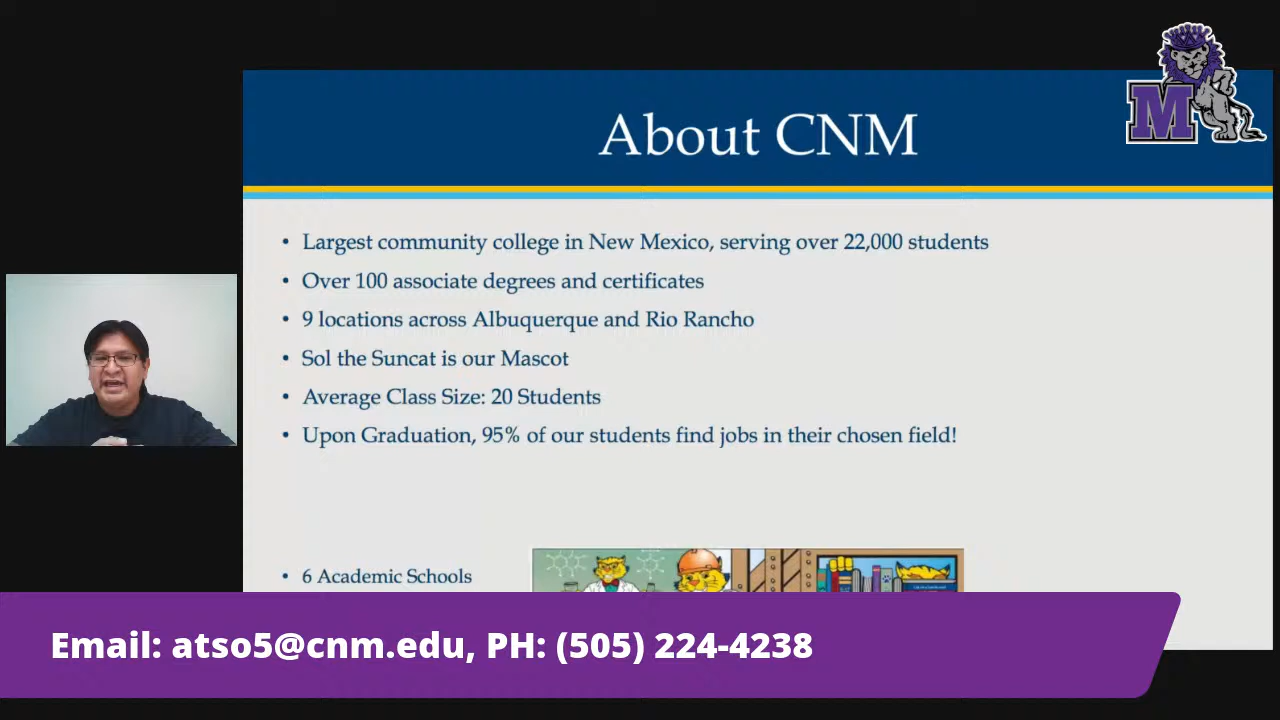 About CNM
M
• Largest community college in New Mexico, serving over 22,000 students
• Over 100 associate degrees and certificates
• 9 locations across Albuquerque and Rio Rancho
• Sol the Suncat is our Mascot
• Average Class Size: 20 Students
• Upon Graduation, 95% of our students find jobs in their chosen field!
• 6 Academic Schools
Email: atso5@cnm.edu, PH: (505) 224-4238